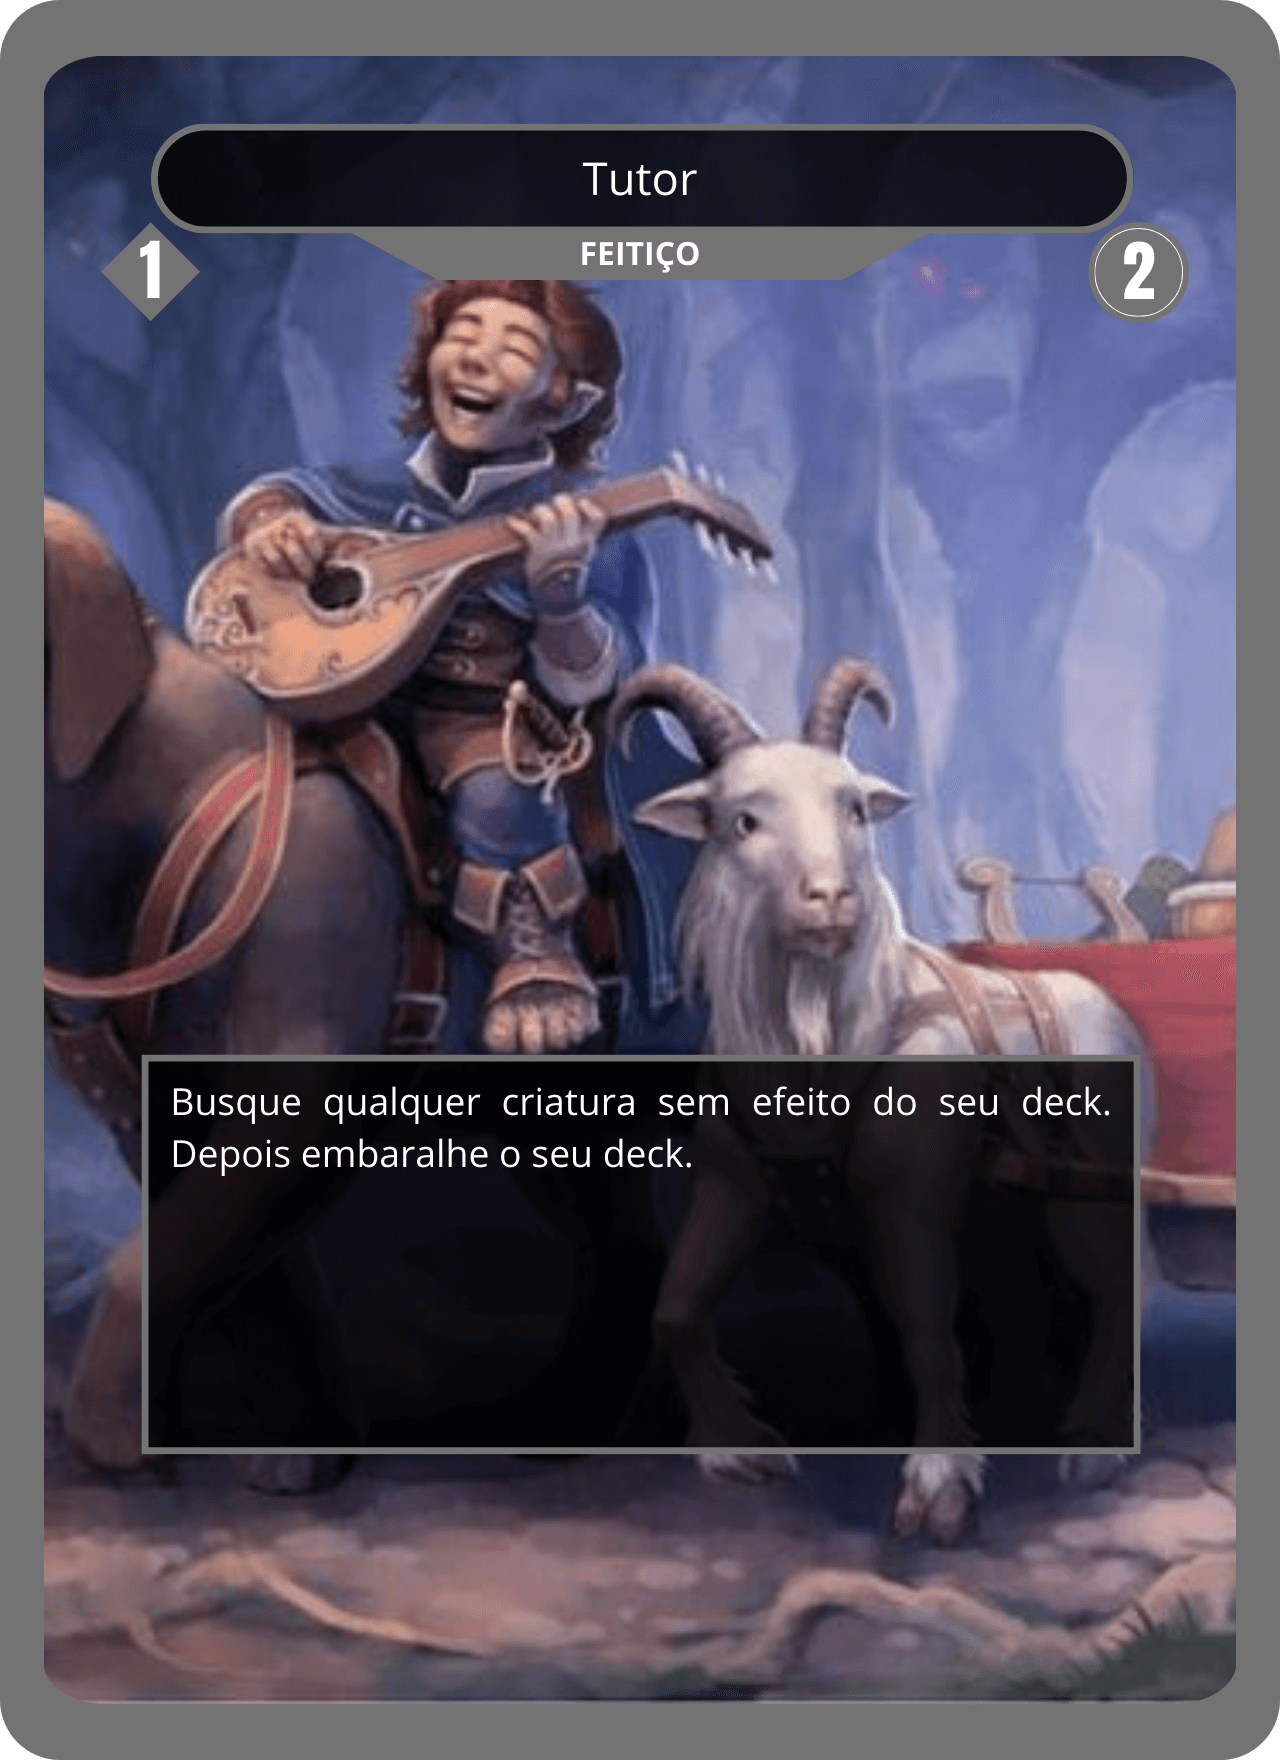 Tutor
FEITIÇO
1
2
Busque qualquer criatura sem efeito do seu deck.
Depois embaralhe o seu deck.